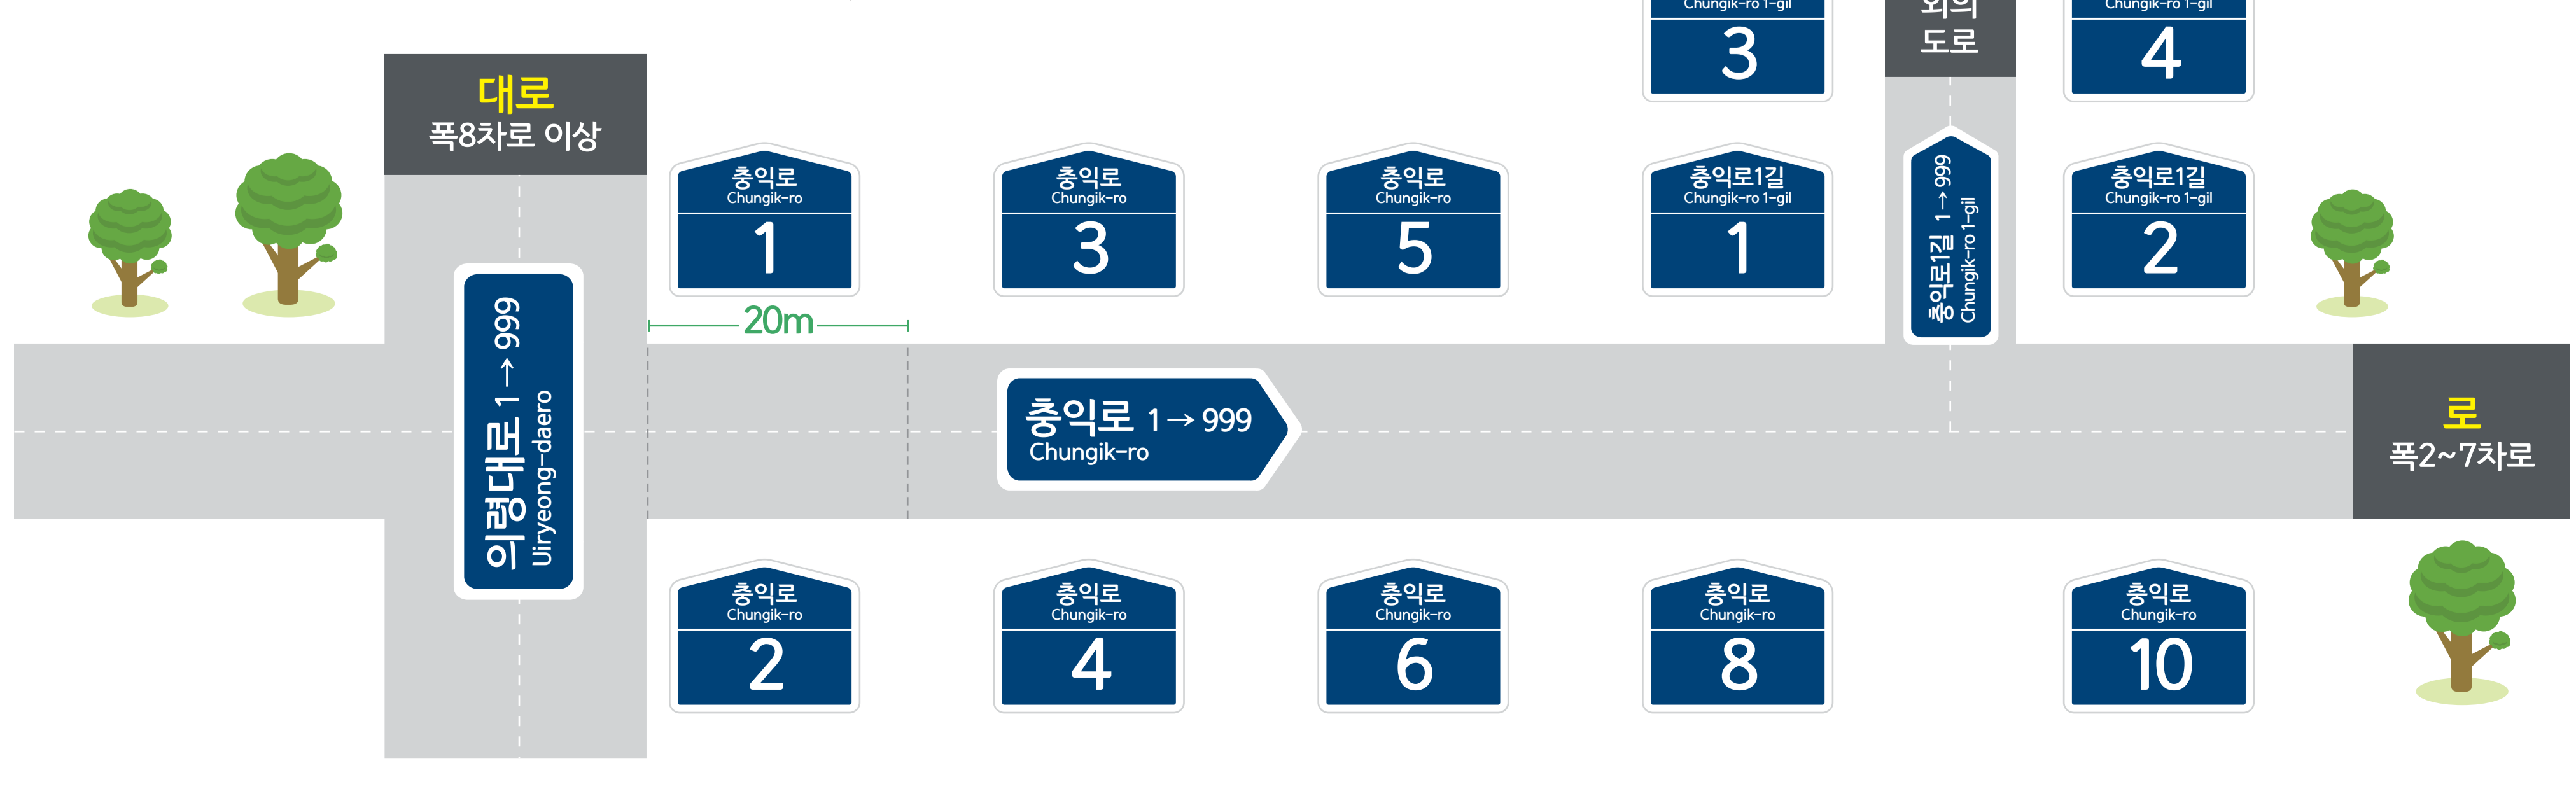 Chungik-ro 1-gil
3
외의
도로
Chungik-ro 1-gil
4
대로
폭8차로 이상
충익로
Chungik-ro
1
충익로
Chungik-ro
3
충익로
Chungik-ro
5
충익로1길
Chungik-ro 1-gil
1
충익로1길 1→999
Chungik-ro 1-gil
충익로1길
Chungik-ro 1-gil
2
20m
의령대로 1→999
Uiryeong-daero
충익로 1→999
Chungik-ro
로
폭2~7차로
충익로
Chungik-ro
2
충익로
Chungik-ro
4
충익로
Chungik-ro
6
충익로
Chungik-ro
8
충익로
Chungik-ro
10